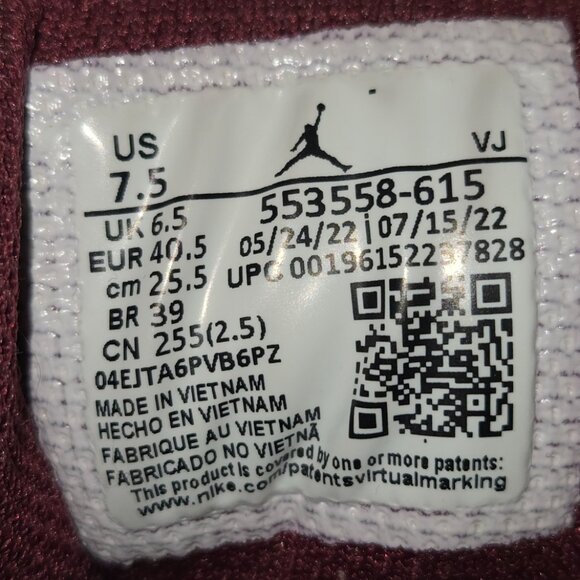 US
7.5
VJ
UK 6.5
EUR 40.5
cm 25.5
BR 39
CN 255(2.5)
553558-615
05/24/22 | 07/15/22
UPC
04EJTA6PVB6PZ
MADE IN VIETNAM
HECHO EN VIETNAM
FABRIQUE AU VIETNAM
FABRICADO NO VIETNÃ
This product is covered by one or more patents:
www.nike.com/patentsvirtualmarking